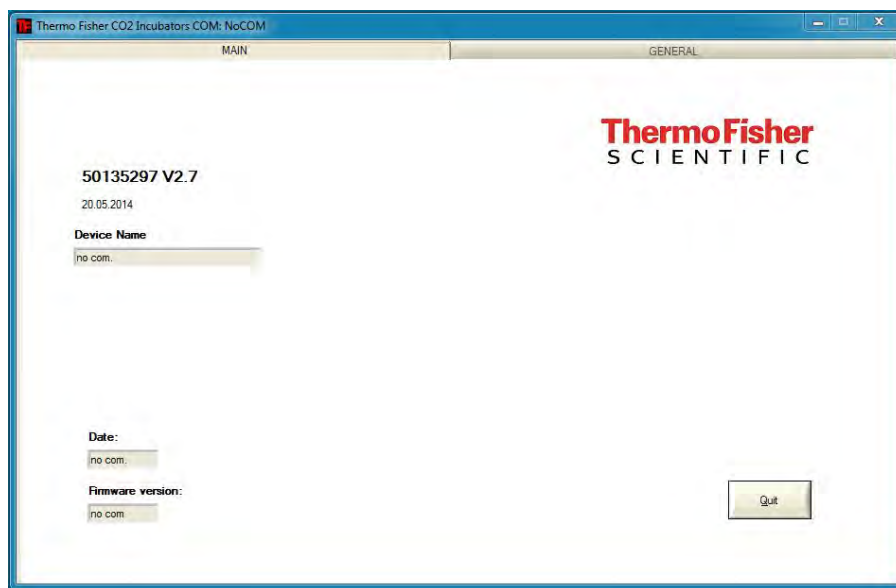 Thermo Fisher CO2 Incubators COM: NoCOM
MAIN
GENERAL
ThermoFisher
SCIENTIFIC
50135297 V2.7
20.05.2014
Device Name
no com.
Date:
no com.
Firmware version:
no com
Quit